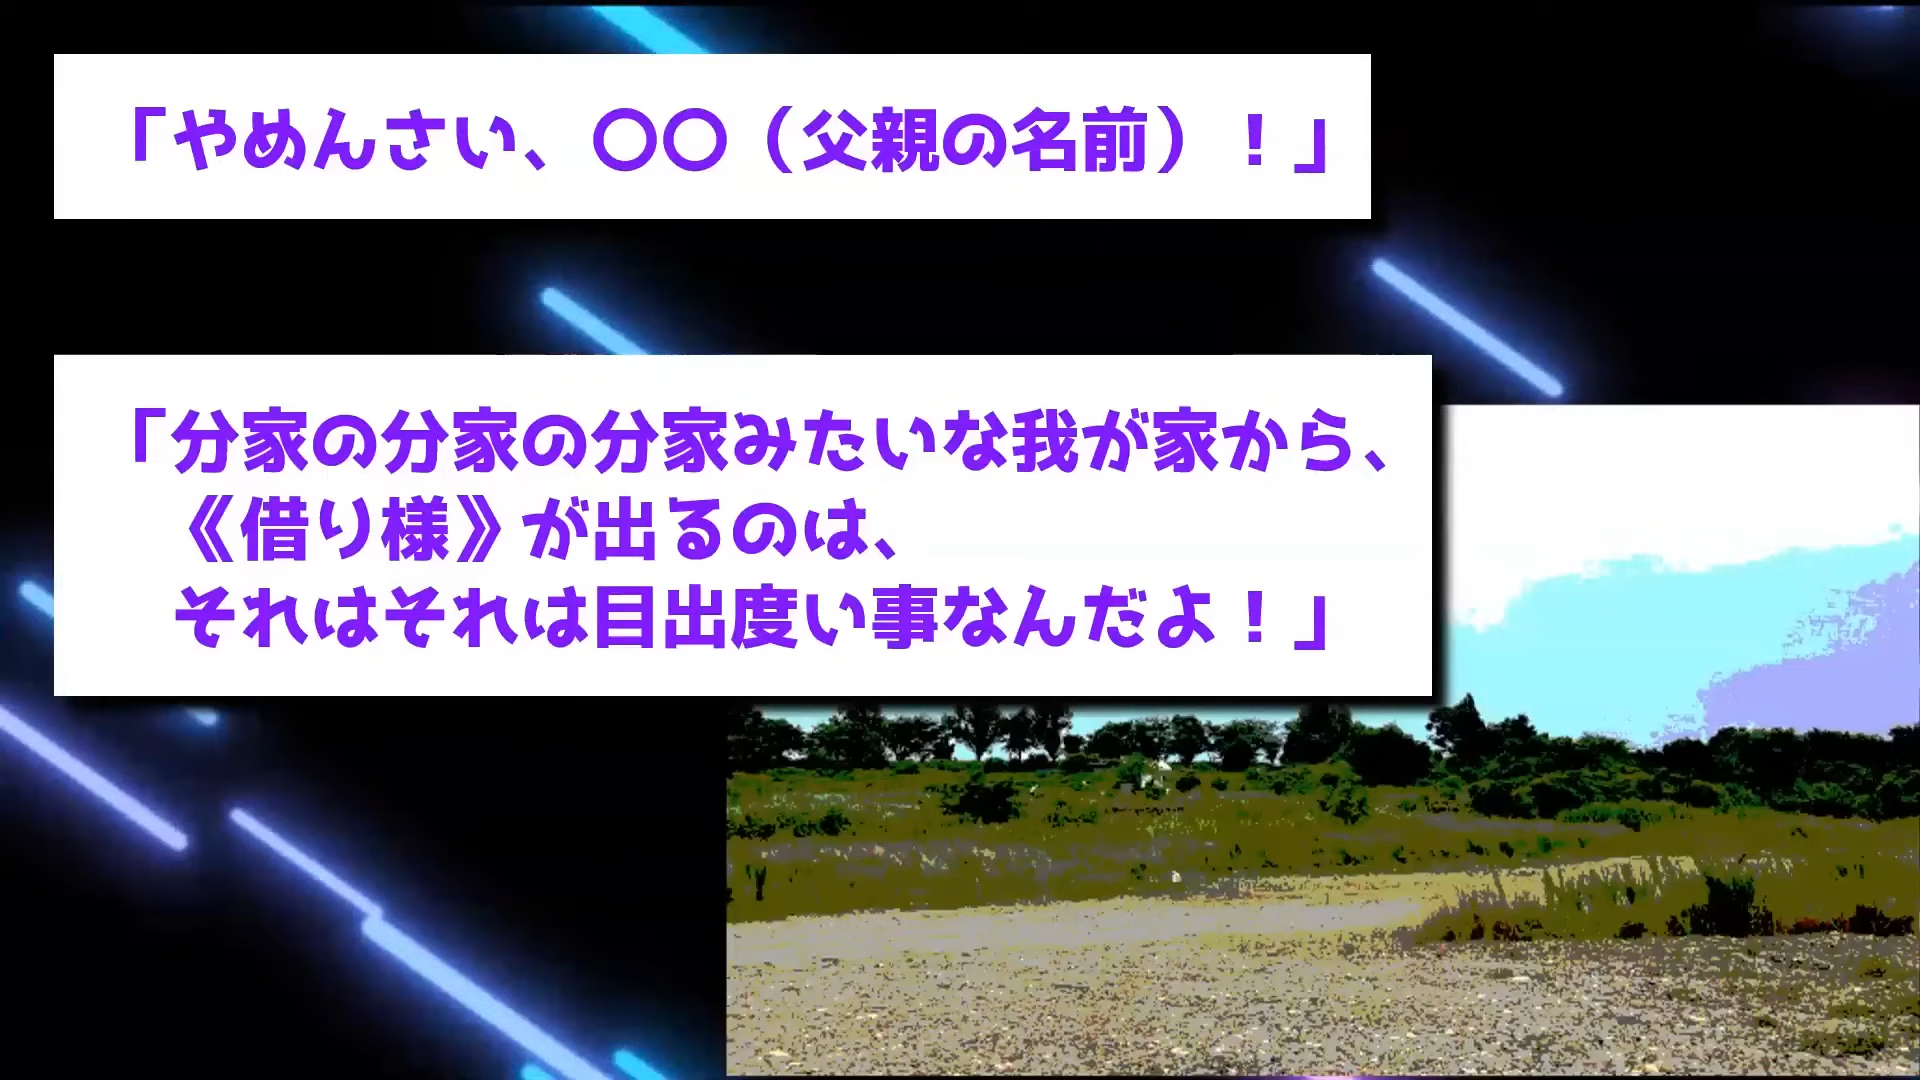 「やめんさい、〇〇（父親の名前）！」
「分家の分家の分家みたいな我が家から、
《借り様》が出るのは、
それはそれは目出度い事なんだよ！」